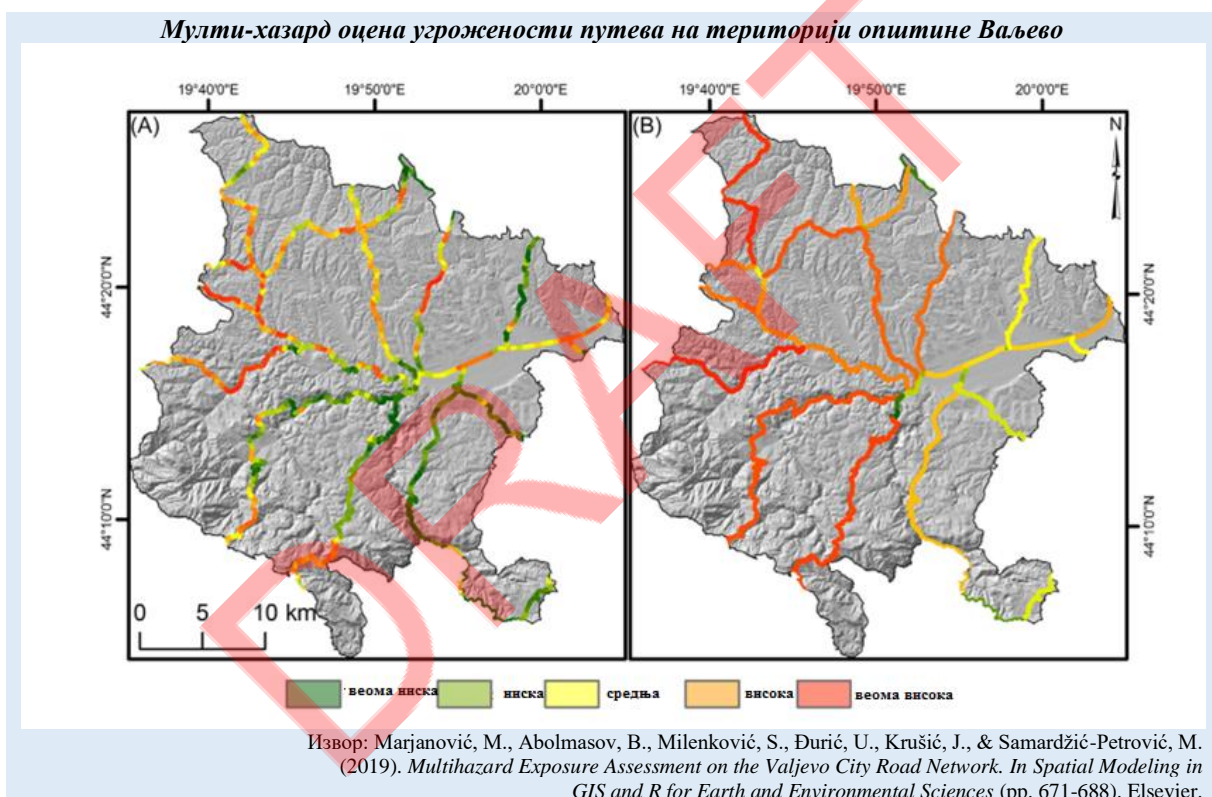 Мулти-хазард оцена угрожености путева на територији општине Ваљево
19°40'0"E 19°50'0"E 20°0'0"E 19°40'0"E 19°50'0"E 20°0'0"E
(A) (B) N
44°20'0"N 44°20'0"N
44°10'0"N 44°10'0"N
0 5 10 km
веома ниска ниска средња висока веома висока
DRAFT
Извор: Marjanović, M., Abolmasov, B., Milenković, S., Đurić, U., Krušić, J., & Samardžić-Petrović, M.
(2019). Multihazard Exposure Assessment on the Valjevo City Road Network. In Spatial Modeling in
GIS and R for Earth and Environmental Sciences (pp. 671-688). Elsevier.